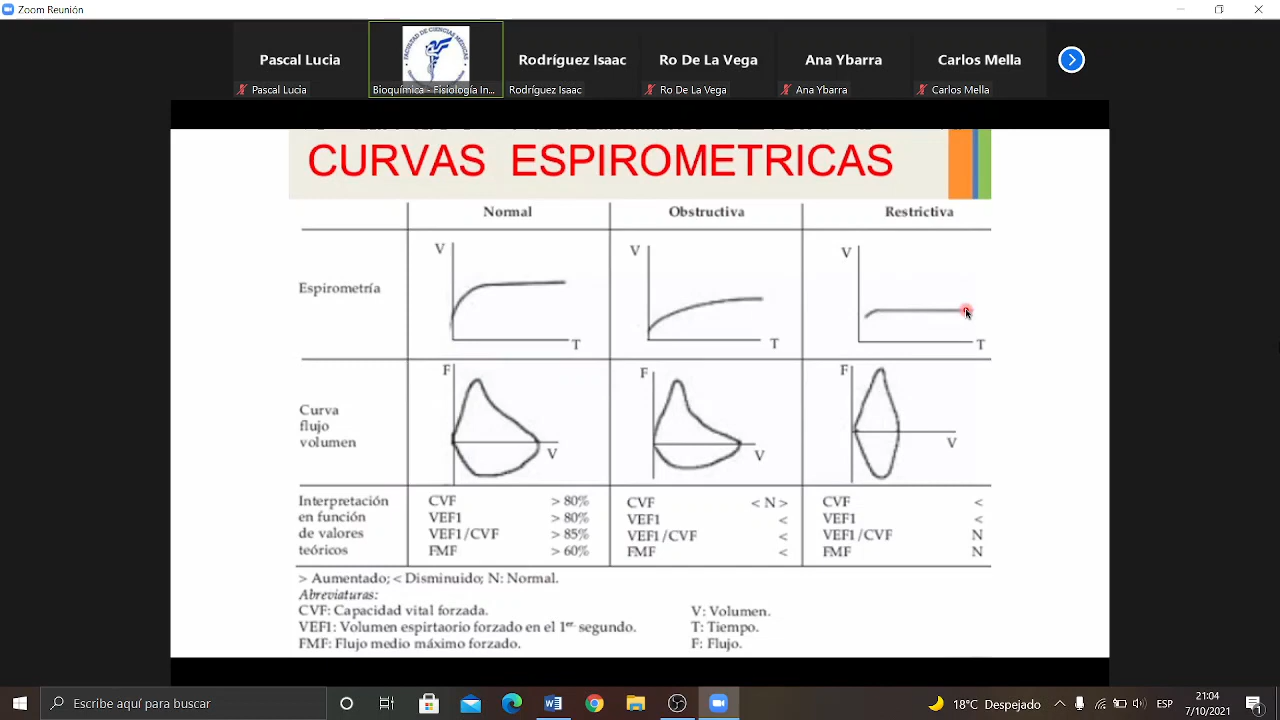 Zoom Reunión
Pascal Lucia
Rodríguez Isaac
Ro De La Vega
Ana Ybarra
Carlos Mella
FACULTAD DE CIENCIAS MÉDICAS
Pascal Lucia
Bioquímica - Fisiología In...
Rodríguez Isaac
Ro De La Vega
Ana Ybarra
Carlos Mella
CURVAS ESPIROMETRICAS
Normal
Obstructiva
Restrictiva
Espirometría
V
T
V
T
V
T
Curva
flujo
volumen
F
V
F
V
F
V
Interpretación
en función
de valores
teóricos
CVF > 80%
VEF1 > 80%
VEF1/CVF > 85%
FMF > 60%
CVF < N >
VEF1 <
VEF1/CVF <
FMF <
CVF <
VEF1 <
VEF1/CVF N
FMF N
> Aumentado; < Disminuido; N: Normal.
Abreviaturas:
CVF: Capacidad vital forzada.
VEF1: Volumen espirtaorio forzado en el 1er segundo.
FMF: Flujo medio máximo forzado.
V: Volumen.
T: Tiempo.
F: Flujo.
Escribe aquí para buscar
18°C
21:04
7/10/2021